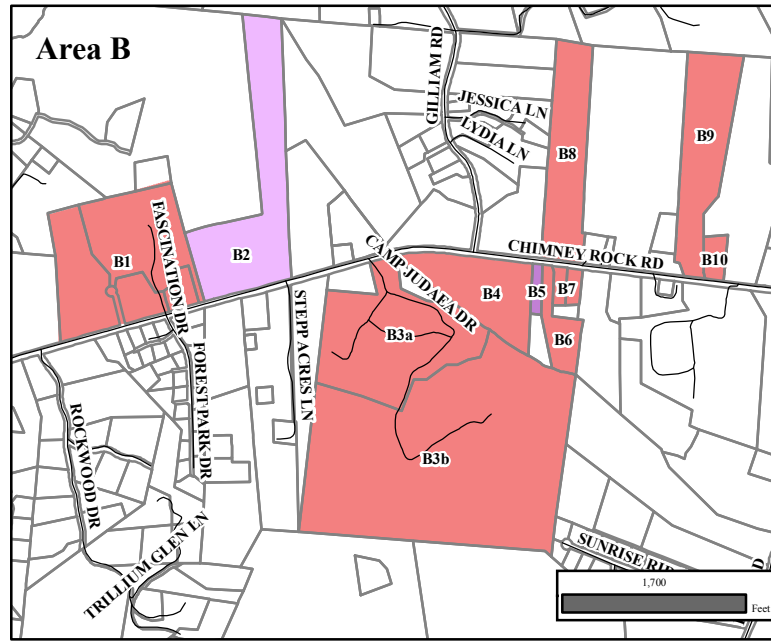 Area B
GILLIAM RD
JESSICA LN
LYDIA LN
B8
B9
FASCINATION DR
B1
B2
CAMP JUDAEA DR
CHIMNEY ROCK RD
B10
B4
B5
B7
STEPP ACRES LN
B3a
B6
FOREST PARK DR
ROCKWOOD DR
B3b
TRILLIUM GLEN LN
SUNRISE RI
D
1,700
Feet